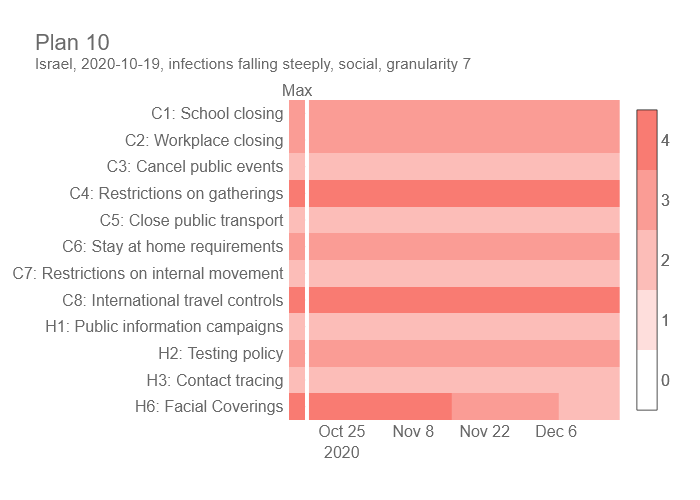 Plan 10
Israel, 2020-10-19, infections falling steeply, social, granularity 7
Max
C1: School closing
C2: Workplace closing
C3: Cancel public events
C4: Restrictions on gatherings
C5: Close public transport
C6: Stay at home requirements
C7: Restrictions on internal movement
C8: International travel controls
H1: Public information campaigns
H2: Testing policy
H3: Contact tracing
H6: Facial Coverings
Oct 25 Nov 8 Nov 22 Dec 6
2020
4
3
2
1
0